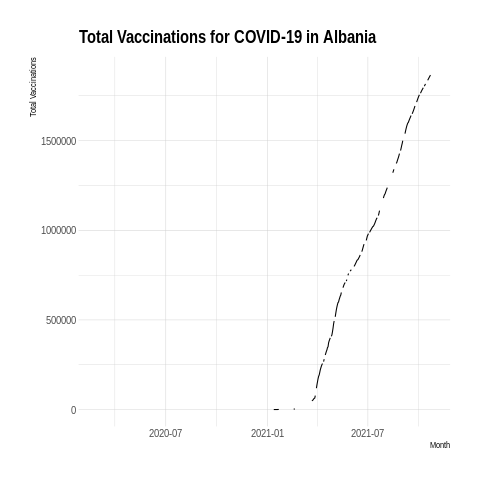 Total Vaccinations for COVID-19 in Albania
Total Vaccinations
1500000
1000000
500000
0
2020-07
2021-01
2021-07
Month